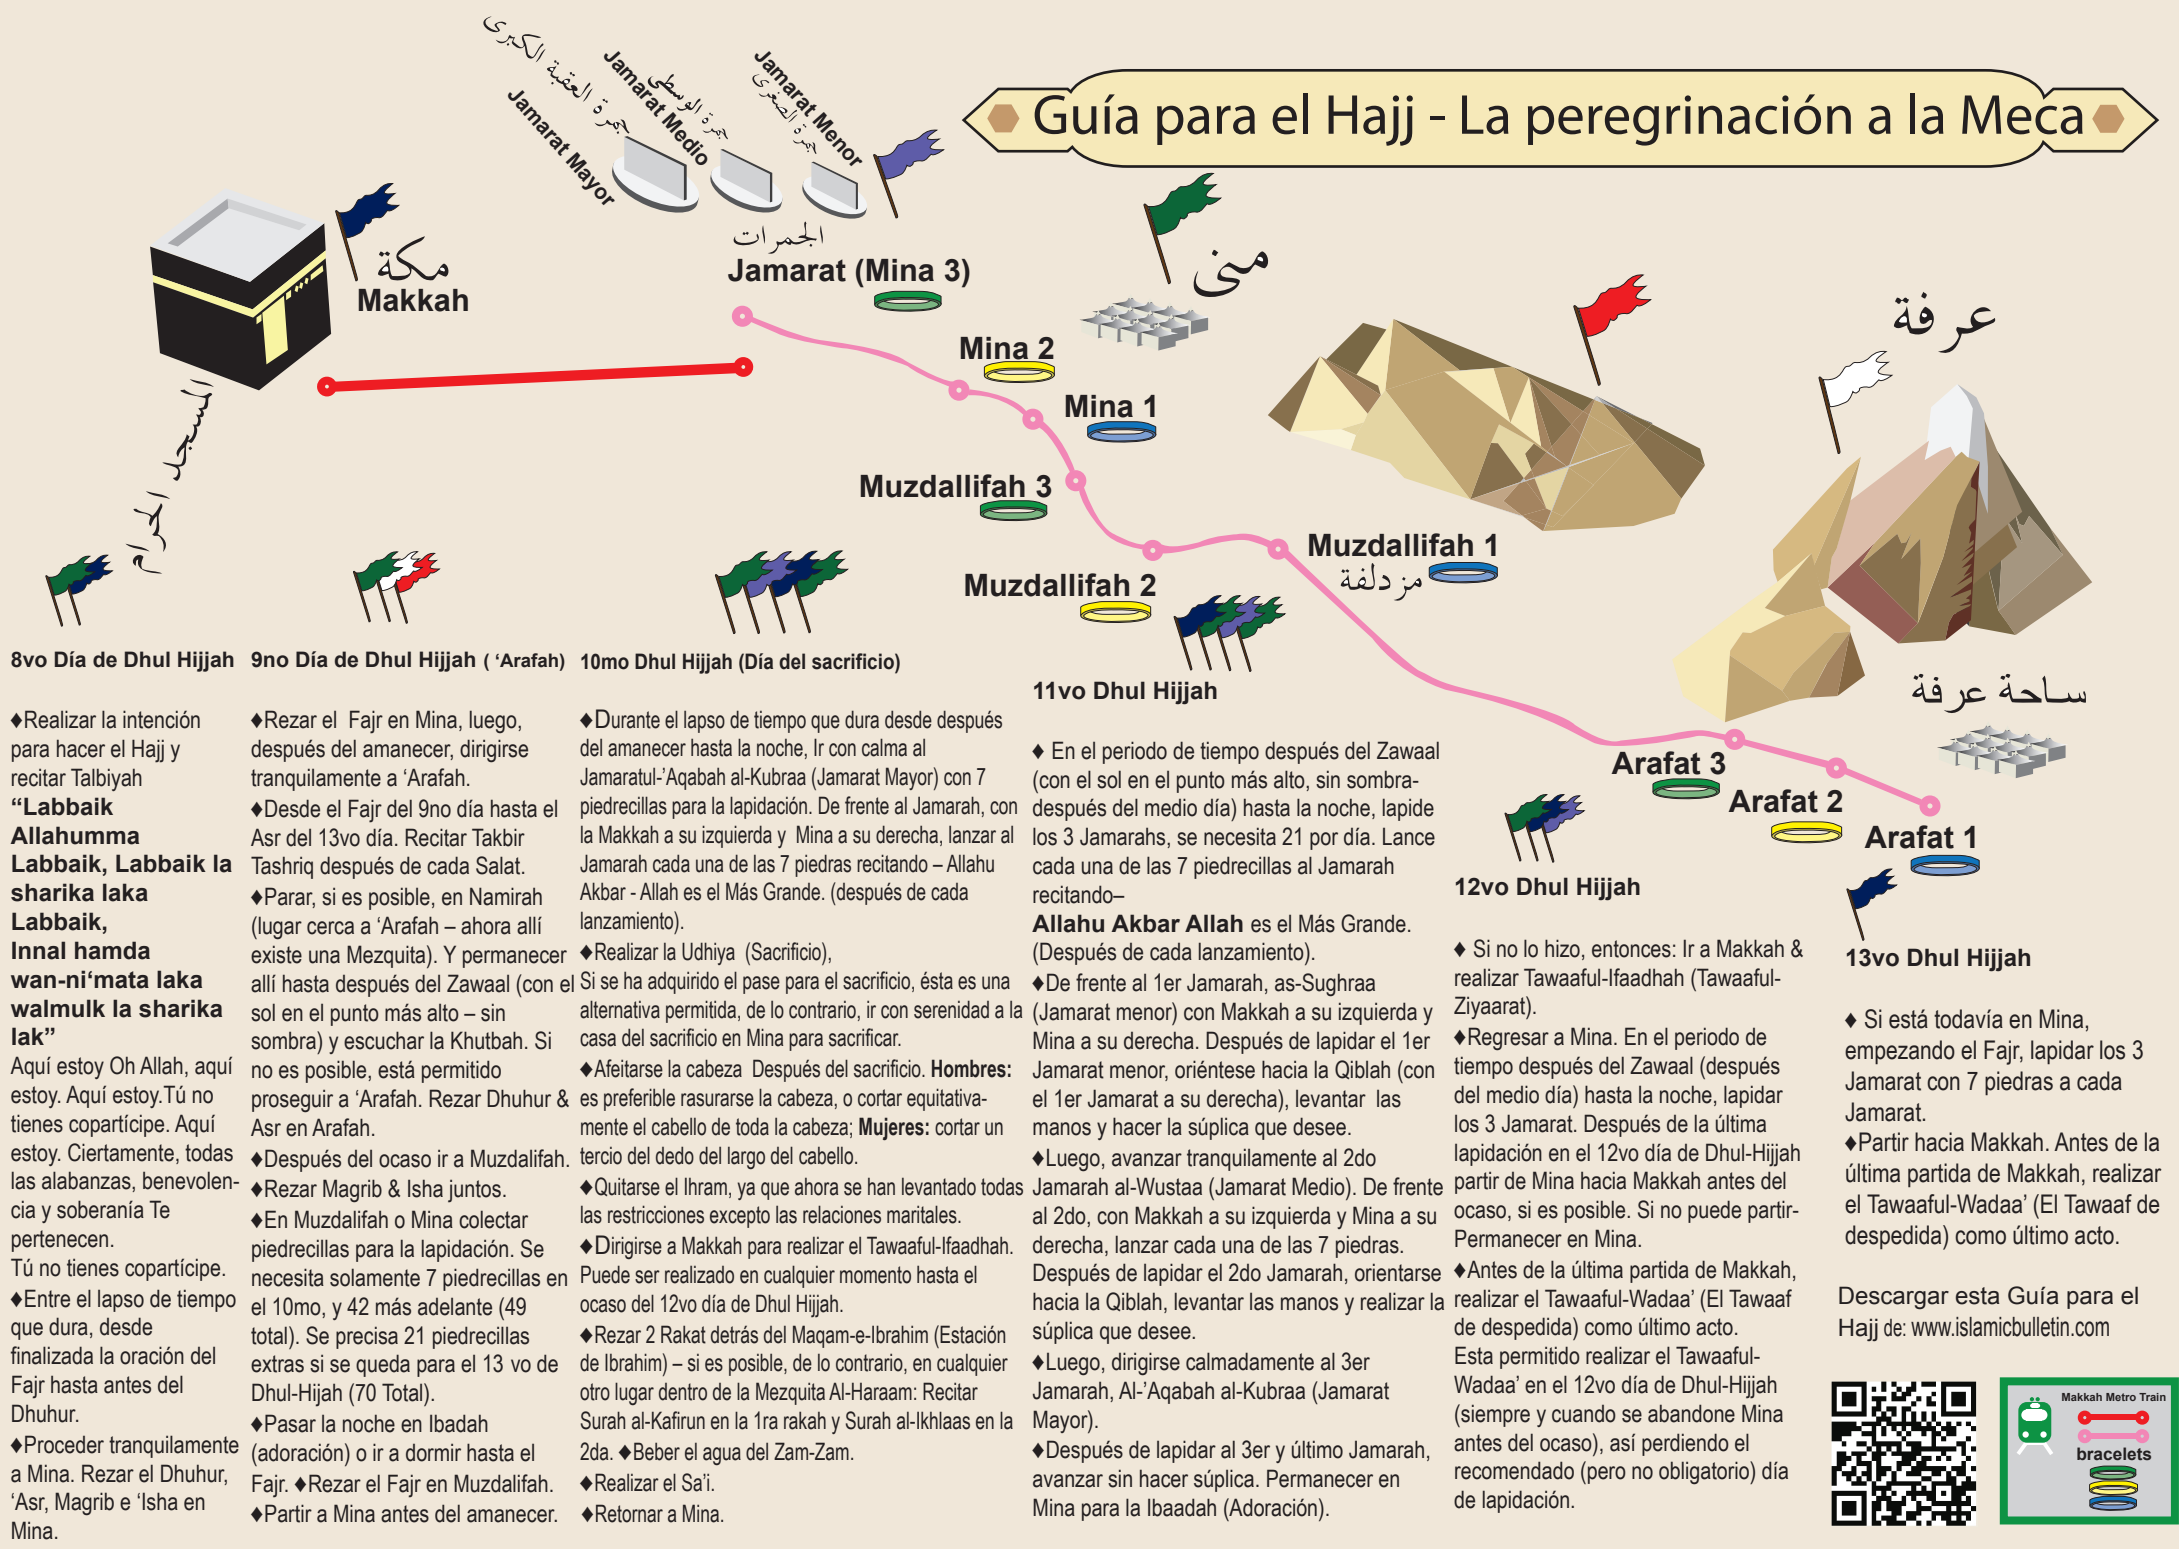 Guía para el Hajj - La peregrinación a la Meca
جمرة العقبة الكبرى
Jamarat Mayor
جمرة الوسطى
Jamarat Medio
جمرة الصغرى
Jamarat Menor
الجمرات
Jamarat (Mina 3)
مكة
Makkah
المسجد الحرام
منى
Mina 2
Mina 1
Muzdallifah 3
Muzdallifah 2
Muzdallifah 1
مزدلفة
عرفة
ساحة عرفة
Arafat 3
Arafat 2
Arafat 1
8vo Día de Dhul Hijjah
♦Realizar la intención
para hacer el Hajj y
recitar Talbiyah
“Labbaik
Allahumma
Labbaik, Labbaik la
sharika laka
Labbaik,
Innal hamda
wan-ni‘mata laka
walmulk la sharika
lak”
Aquí estoy Oh Allah, aquí
estoy. Aquí estoy.Tú no
tienes copartícipe. Aquí
estoy. Ciertamente, todas
las alabanzas, benevolen-
cia y soberanía Te
pertenecen.
Tú no tienes copartícipe.
♦Entre el lapso de tiempo
que dura, desde
finalizada la oración del
Fajr hasta antes del
Dhuhur.
♦Proceder tranquilamente
a Mina. Rezar el Dhuhur,
‘Asr, Magrib e ‘Isha en
Mina.
9no Día de Dhul Hijjah ( ‘Arafah)
♦Rezar el Fajr en Mina, luego,
después del amanecer, dirigirse
tranquilamente a ‘Arafah.
♦Desde el Fajr del 9no día hasta el
Asr del 13vo día. Recitar Takbir
Tashriq después de cada Salat.
♦Parar, si es posible, en Namirah
(lugar cerca a ‘Arafah – ahora allí
existe una Mezquita). Y permanecer
allí hasta después del Zawaal (con el
sol en el punto más alto – sin
sombra) y escuchar la Khutbah. Si
no es posible, está permitido
proseguir a ‘Arafah. Rezar Dhuhur &
Asr en Arafah.
♦Después del ocaso ir a Muzdalifah.
♦Rezar Magrib & Isha juntos.
♦En Muzdalifah o Mina colectar
piedrecillas para la lapidación. Se
necesita solamente 7 piedrecillas en
el 10mo, y 42 más adelante (49
total). Se precisa 21 piedrecillas
extras si se queda para el 13 vo de
Dhul-Hijah (70 Total).
♦Pasar la noche en Ibadah
(adoración) o ir a dormir hasta el
Fajr. ♦Rezar el Fajr en Muzdalifah.
♦Partir a Mina antes del amanecer.
10mo Dhul Hijjah (Día del sacrificio)
♦Durante el lapso de tiempo que dura desde después
del amanecer hasta la noche, Ir con calma al
Jamaratul-’Aqabah al-Kubraa (Jamarat Mayor) con 7
piedrecillas para la lapidación. De frente al Jamarah, con
la Makkah a su izquierda y Mina a su derecha, lanzar al
Jamarah cada una de las 7 piedras recitando – Allahu
Akbar - Allah es el Más Grande. (después de cada
lanzamiento).
♦Realizar la Udhiya (Sacrificio),
Si se ha adquirido el pase para el sacrificio, ésta es una
alternativa permitida, de lo contrario, ir con serenidad a la
casa del sacrificio en Mina para sacrificar.
♦Afeitarse la cabeza Después del sacrificio. Hombres:
es preferible rasurarse la cabeza, o cortar equitativa-
mente el cabello de toda la cabeza; Mujeres: cortar un
tercio del dedo del largo del cabello.
♦Quitarse el Ihram, ya que ahora se han levantado todas
las restricciones excepto las relaciones maritales.
♦Dirigirse a Makkah para realizar el Tawaaful-Ifaadhah.
Puede ser realizado en cualquier momento hasta el
ocaso del 12vo día de Dhul Hijjah.
♦Rezar 2 Rakat detrás del Maqam-e-Ibrahim (Estación
de Ibrahim) – si es posible, de lo contrario, en cualquier
otro lugar dentro de la Mezquita Al-Haraam: Recitar
Surah al-Kafirun en la 1ra rakah y Surah al-Ikhlaas en la
2da. ♦Beber el agua del Zam-Zam.
♦Realizar el Sa’i.
♦Retornar a Mina.
11vo Dhul Hijjah
♦ En el periodo de tiempo después del Zawaal
(con el sol en el punto más alto, sin sombra-
después del medio día) hasta la noche, lapide
los 3 Jamarahs, se necesita 21 por día. Lance
cada una de las 7 piedrecillas al Jamarah
recitando–
Allahu Akbar Allah es el Más Grande.
(Después de cada lanzamiento).
♦De frente al 1er Jamarah, as-Sughraa
(Jamarat menor) con Makkah a su izquierda y
Mina a su derecha. Después de lapidar el 1er
Jamarat menor, oriéntese hacia la Qiblah (con
el 1er Jamarat a su derecha), levantar las
manos y hacer la súplica que desee.
♦Luego, avanzar tranquilamente al 2do
Jamarah al-Wustaa (Jamarat Medio). De frente
al 2do, con Makkah a su izquierda y Mina a su
derecha, lanzar cada una de las 7 piedras.
Después de lapidar el 2do Jamarah, orientarse
hacia la Qiblah, levantar las manos y realizar la
súplica que desee.
♦Luego, dirigirse calmadamente al 3er
Jamarah, Al-’Aqabah al-Kubraa (Jamarat
Mayor).
♦Después de lapidar al 3er y último Jamarah,
avanzar sin hacer súplica. Permanecer en
Mina para la Ibaadah (Adoración).
12vo Dhul Hijjah
♦ Si no lo hizo, entonces: Ir a Makkah &
realizar Tawaaful-Ifaadhah (Tawaaful-
Ziyaarat).
♦Regresar a Mina. En el periodo de
tiempo después del Zawaal (después
del medio día) hasta la noche, lapidar
los 3 Jamarat. Después de la última
lapidación en el 12vo día de Dhul-Hijjah
partir de Mina hacia Makkah antes del
ocaso, si es posible. Si no puede partir-
Permanecer en Mina.
♦Antes de la última partida de Makkah,
realizar el Tawaaful-Wadaa’ (El Tawaaf
de despedida) como último acto.
Esta permitido realizar el Tawaaful-
Wadaa’ en el 12vo día de Dhul-Hijjah
(siempre y cuando se abandone Mina
antes del ocaso), así perdiendo el
recomendado (pero no obligatorio) día
de lapidación.
13vo Dhul Hijjah
♦ Si está todavía en Mina,
empezando el Fajr, lapidar los 3
Jamarat con 7 piedras a cada
Jamarat.
♦Partir hacia Makkah. Antes de la
última partida de Makkah, realizar
el Tawaaful-Wadaa’ (El Tawaaf de
despedida) como último acto.
Descargar esta Guía para el
Hajj de: www.islamicbulletin.com
Makkah Metro Train
bracelets